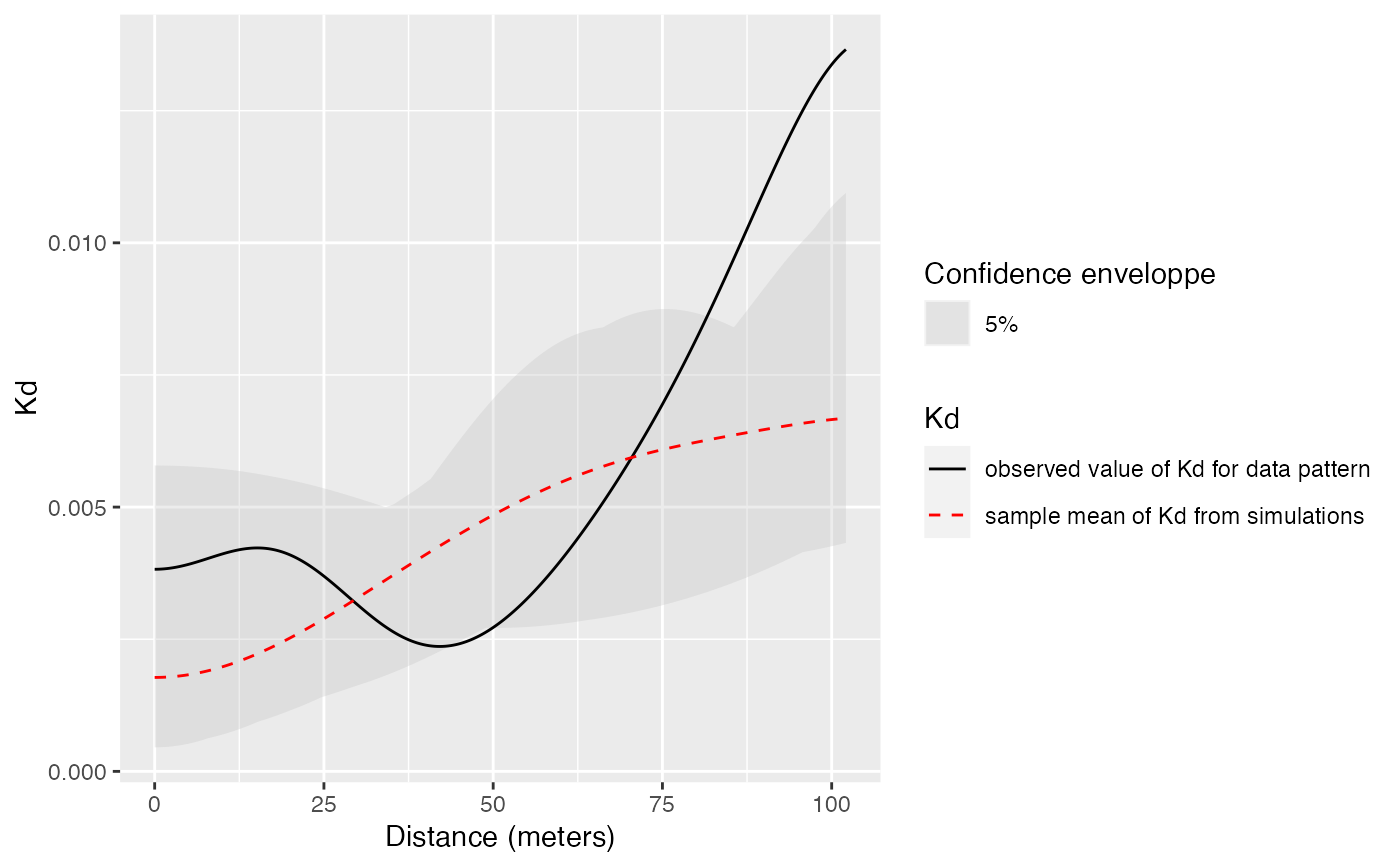 0.010
0.005
0.000
Kd
0
25
50
75
100
Distance (meters)
Confidence enveloppe
5%
Kd
observed value of Kd for data pattern
sample mean of Kd from simulations